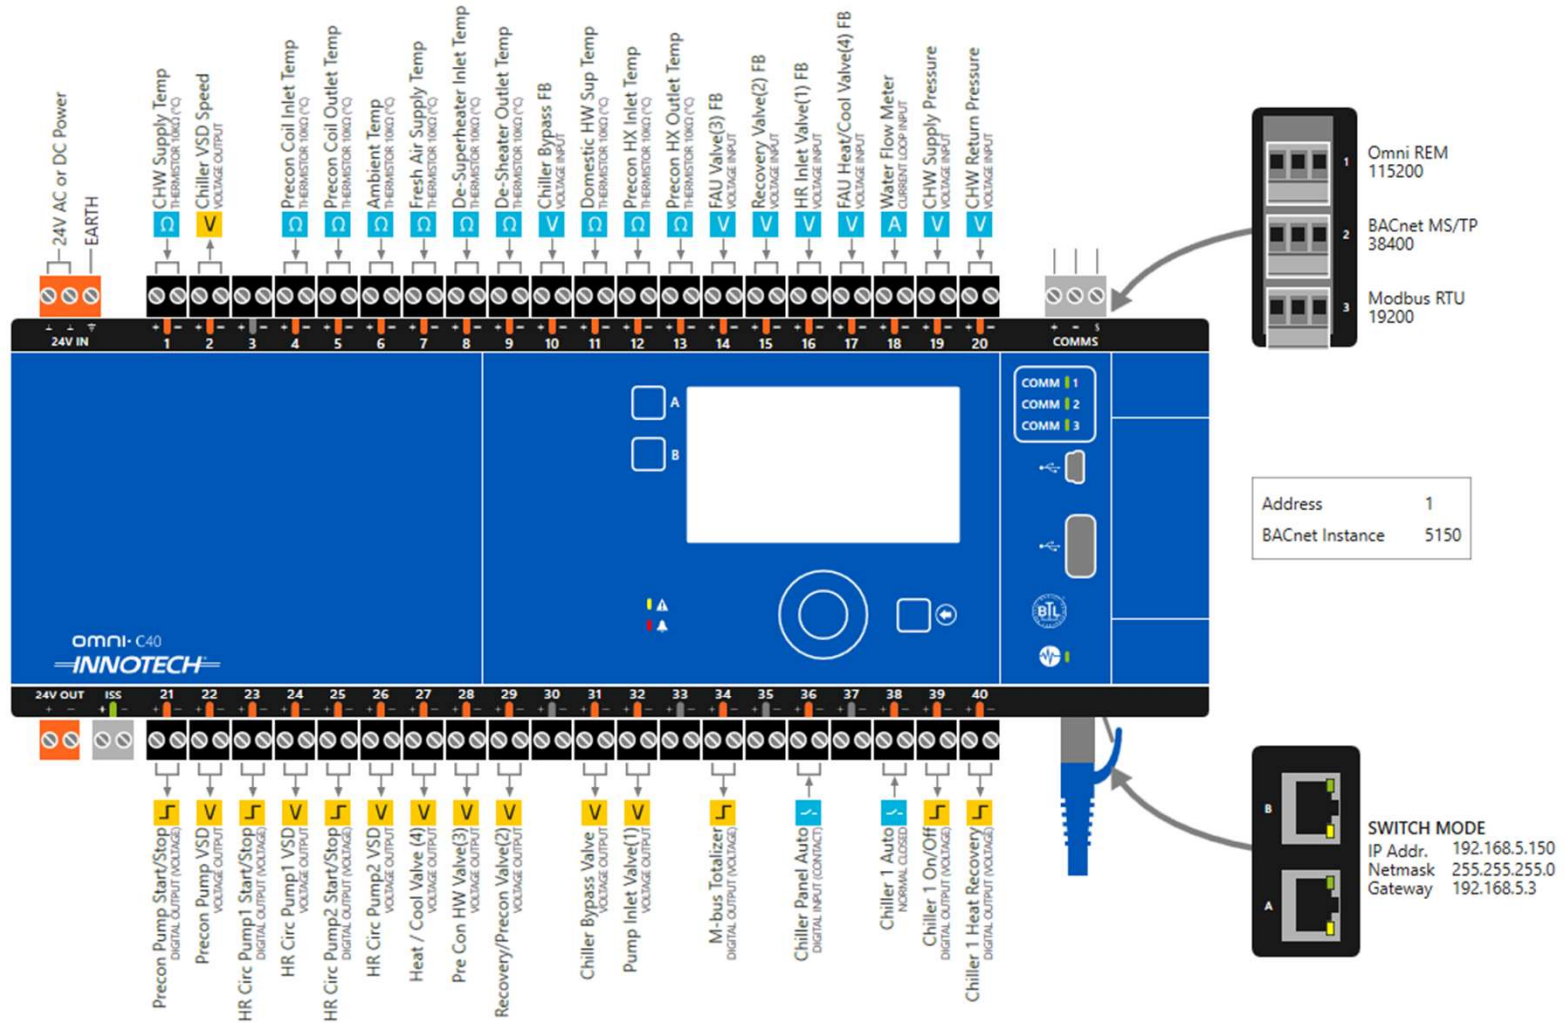 24V AC or DC Power
EARTH
CHW Supply Temp
THERMISTOR 10KΩ (°C)
Chiller VSD Speed
VOLTAGE OUTPUT
Precon Coil Inlet Temp
THERMISTOR 10KΩ (°C)
Precon Coil Outlet Temp
THERMISTOR 10KΩ (°C)
Ambient Temp
THERMISTOR 10KΩ (°C)
Fresh Air Supply Temp
THERMISTOR 10KΩ (°C)
De-Superheater Inlet Temp
THERMISTOR 10KΩ (°C)
De-Sheater Outlet Temp
THERMISTOR 10KΩ (°C)
Chiller Bypass FB
VOLTAGE INPUT
Domestic HW Sup Temp
THERMISTOR 10KΩ (°C)
Precon HX Inlet Temp
THERMISTOR 10KΩ (°C)
Precon HX Outlet Temp
THERMISTOR 10KΩ (°C)
FAU Valve(3) FB
VOLTAGE INPUT
Recovery Valve(2) FB
VOLTAGE INPUT
HR Inlet Valve(1) FB
VOLTAGE INPUT
FAU Heat/Cool Valve(4) FB
VOLTAGE INPUT
Water Flow Meter
CURRENT LOOP INPUT
CHW Supply Pressure
VOLTAGE INPUT
CHW Return Pressure
VOLTAGE INPUT
Ω V Ω Ω Ω Ω Ω Ω V Ω Ω Ω V V V V A V V
24V IN
1 2 3 4 5 6 7 8 9 10 11 12 13 14 15 16 17 18 19 20
+ − S
COMMS
1
Omni REM
115200
2
BACnet MS/TP
38400
3
Modbus RTU
19200
COMM 1
COMM 2
COMM 3
A
B
BTL
Address 1
BACnet Instance 5150
omni· C40
INNOTECH
24V OUT ISS 21 22 23 24 25 26 27 28 29 30 31 32 33 34 35 36 37 38 39 40
V V V V V V V V
Precon Pump Start/Stop
DIGITAL OUTPUT (VOLTAGE)
Precon Pump VSD
VOLTAGE OUTPUT
HR Circ Pump1 Start/Stop
DIGITAL OUTPUT (VOLTAGE)
HR Circ Pump1 VSD
VOLTAGE OUTPUT
HR Circ Pump2 Start/Stop
DIGITAL OUTPUT (VOLTAGE)
HR Circ Pump2 VSD
VOLTAGE OUTPUT
Heat / Cool Valve (4)
VOLTAGE OUTPUT
Pre Con HW Valve(3)
VOLTAGE OUTPUT
Recovery/Precon Valve(2)
VOLTAGE OUTPUT
Chiller Bypass Valve
VOLTAGE OUTPUT
Pump Inlet Valve(1)
VOLTAGE OUTPUT
M-bus Totalizer
DIGITAL OUTPUT (VOLTAGE)
Chiller Panel Auto
DIGITAL INPUT (CONTACT)
Chiller 1 Auto
NORMAL CLOSED
Chiller 1 On/Off
DIGITAL OUTPUT (VOLTAGE)
Chiller 1 Heat Recovery
DIGITAL OUTPUT (VOLTAGE)
B
A
SWITCH MODE
IP Addr. 192.168.5.150
Netmask 255.255.255.0
Gateway 192.168.5.3